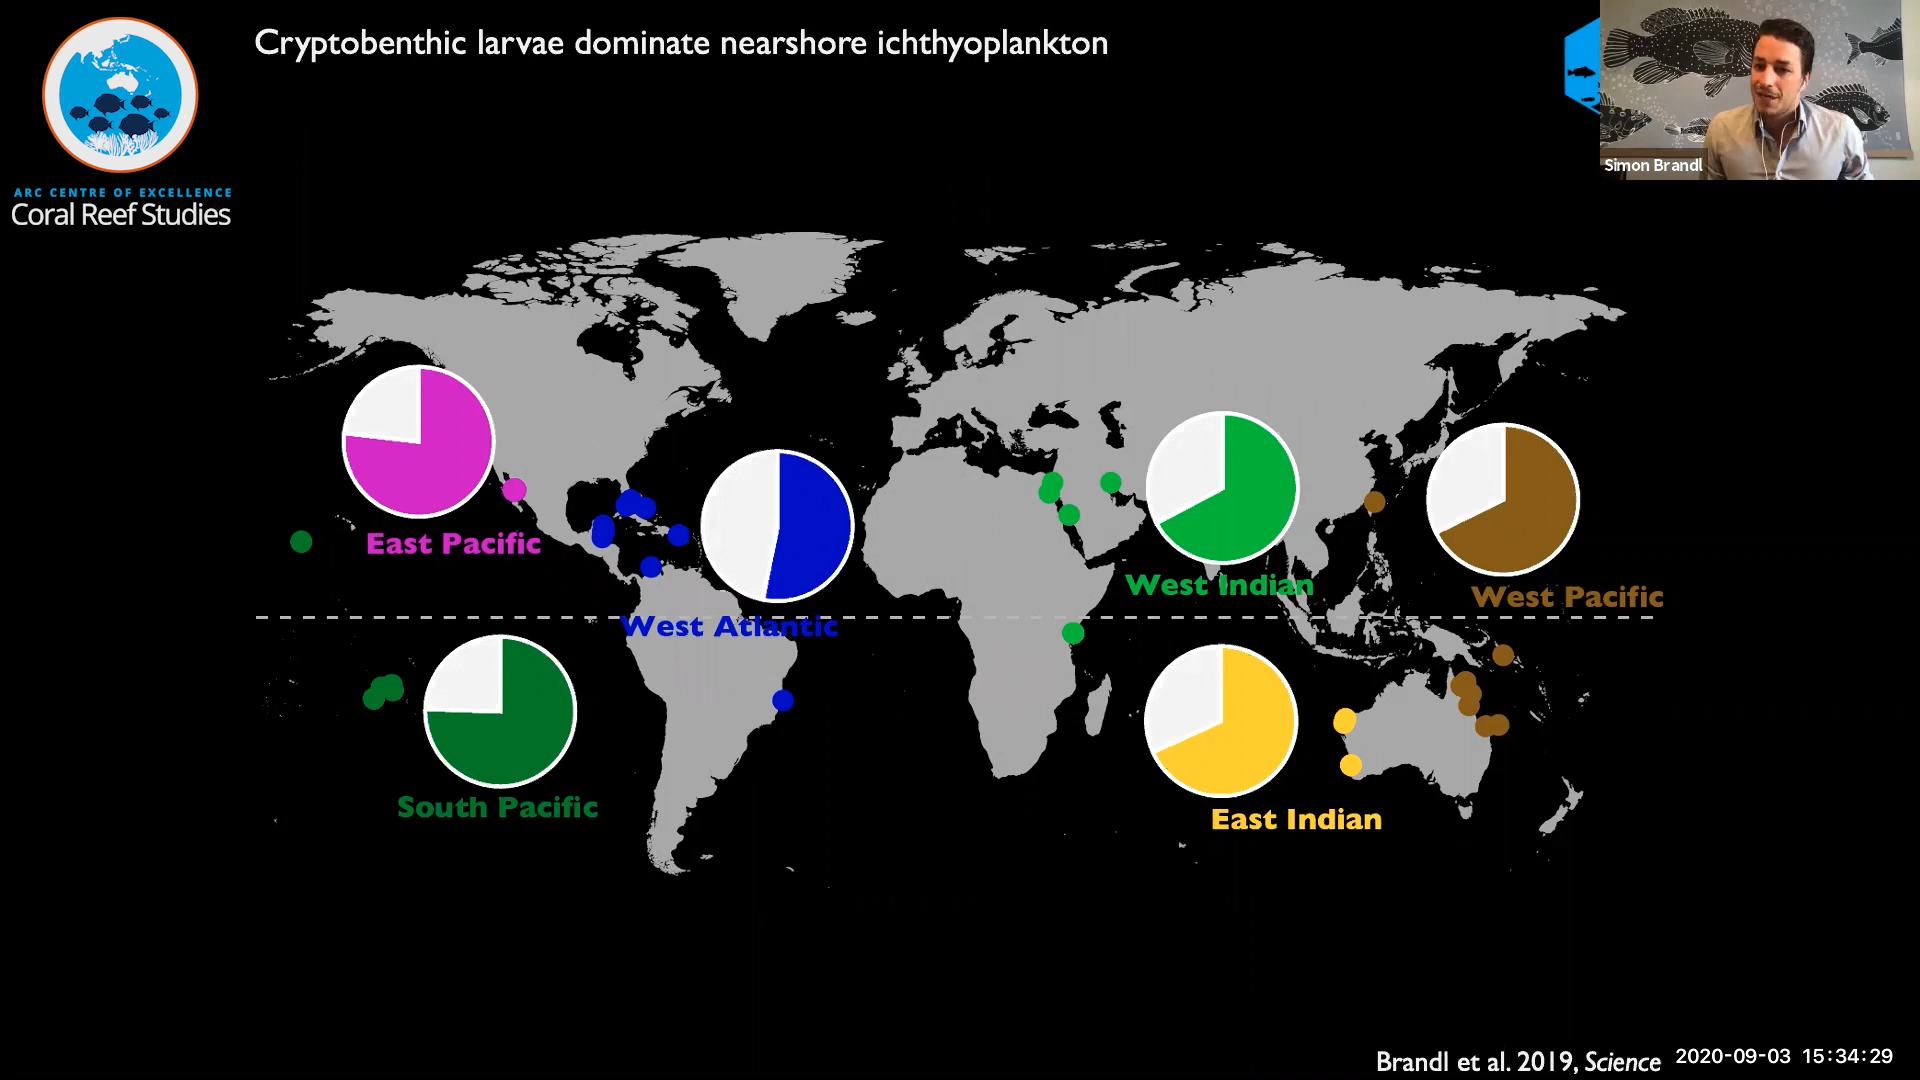 Cryptobenthic larvae dominate nearshore ichthyoplankton
Simon Brandl
ARC CENTRE OF EXCELLENCE
Coral Reef Studies
East Pacific
West Atlantic
West Indian
West Pacific
South Pacific
East Indian
Brandl et al. 2019, Science
2020-09-03 15:34:29